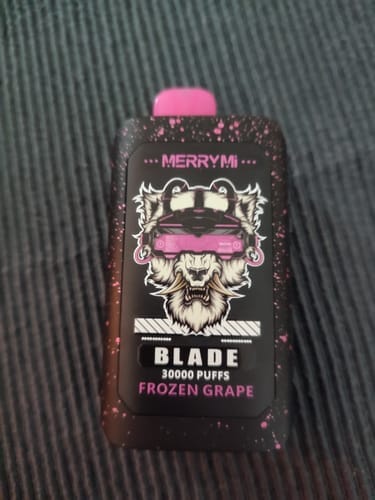 MERRYMi
BLADE
30000 PUFFS
FROZEN GRAPE